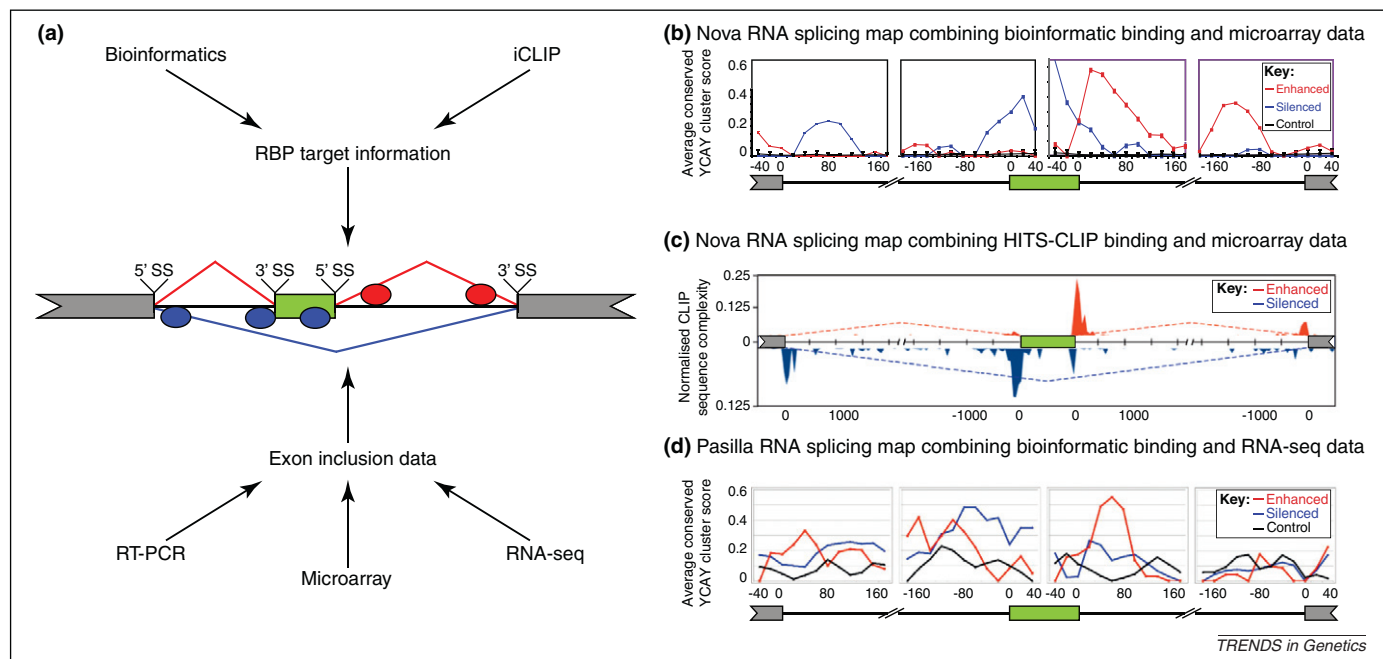 (a)
Bioinformatics
iCLIP
RBP target information
5' SS
3' SS
5' SS
3' SS
Exon inclusion data
RT-PCR
Microarray
RNA-seq
(b) Nova RNA splicing map combining bioinformatic binding and microarray data
Average conserved
YCAY cluster score
0.6
0.4
0.2
0
Key:
Enhanced
Silenced
Control
-40 0 80 160
-160 -80 0 40
-40 0 80 160
-160 -80 0 40
(c) Nova RNA splicing map combining HITS-CLIP binding and microarray data
Normalised CLIP
sequence complexity
0.25
0.125
0
0.125
Key:
Enhanced
Silenced
0 1000 -1000 0 0 1000 -1000 0
(d) Pasilla RNA splicing map combining bioinformatic binding and RNA-seq data
Average conserved
YCAY cluster score
0.6
0.4
0.2
0
Key:
Enhanced
Silenced
Control
-40 0 80 160
-160 -80 0 40
-40 0 80 160
-160 -80 0 40
TRENDS in Genetics